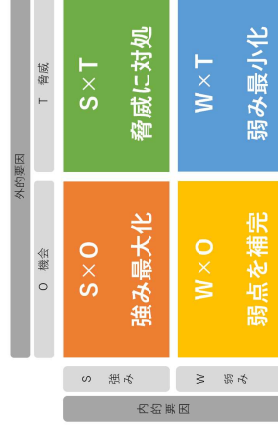 外的要因
O 機会
T 脅威
内的要因
S 強み
S×O
強み最大化
S×T
脅威に対処
W 弱み
W×O
弱点を補完
W×T
弱み最小化